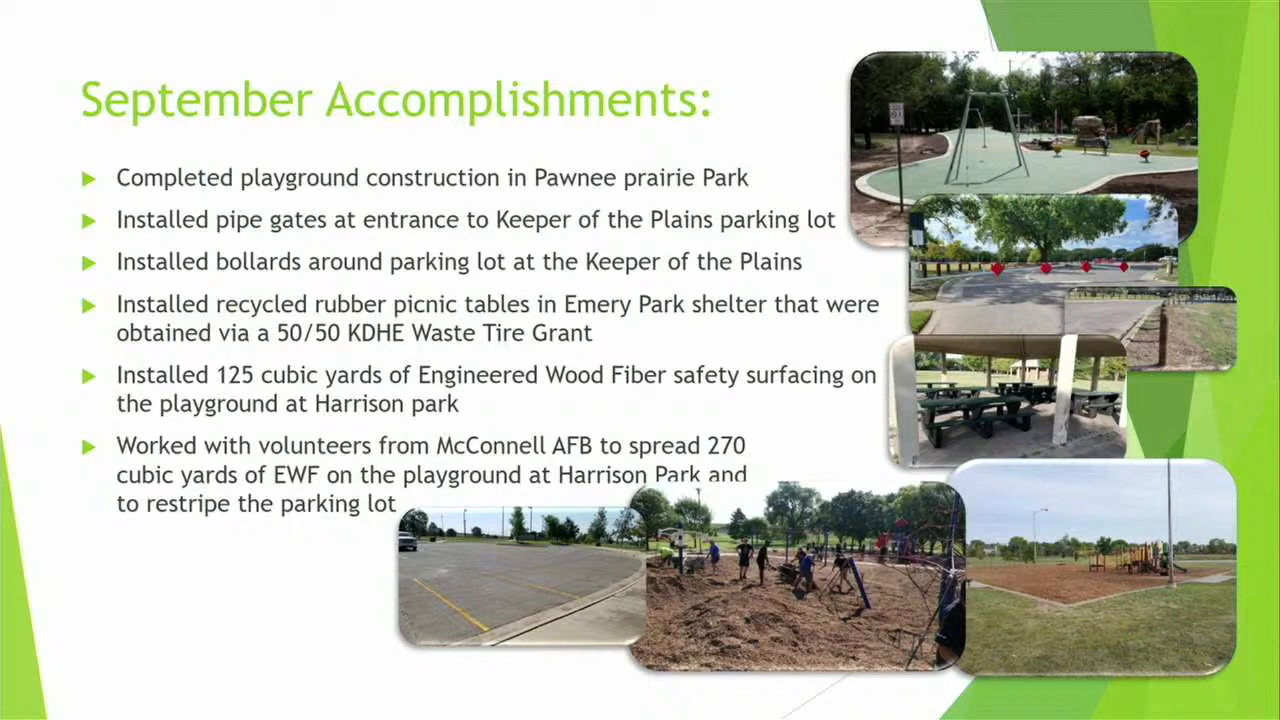 September Accomplishments:
Completed playground construction in Pawnee prairie Park
Installed pipe gates at entrance to Keeper of the Plains parking lot
Installed bollards around parking lot at the Keeper of the Plains
Installed recycled rubber picnic tables in Emery Park shelter that were
obtained via a 50/50 KDHE Waste Tire Grant
Installed 125 cubic yards of Engineered Wood Fiber safety surfacing on
the playground at Harrison park
Worked with volunteers from McConnell AFB to spread 270
cubic yards of EWF on the playground at Harrison Park and
to restripe the parking lot